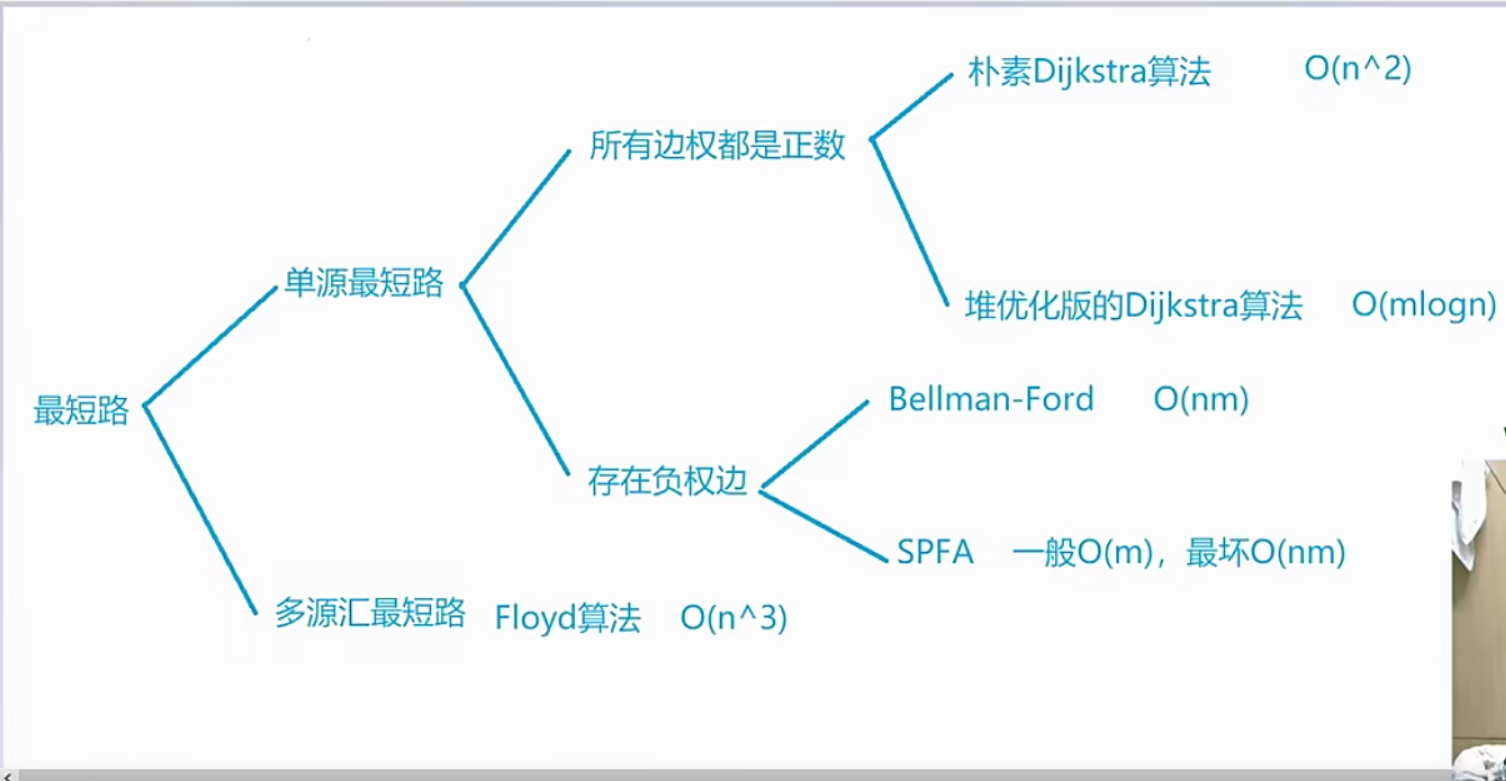 朴素Dijkstra算法 O(n^2)
所有边权都是正数
单源最短路
堆优化版的Dijkstra算法 O(mlogn)
最短路
Bellman-Ford O(nm)
存在负权边
SPFA 一般O(m)，最坏O(nm)
多源汇最短路 Floyd算法 O(n^3)